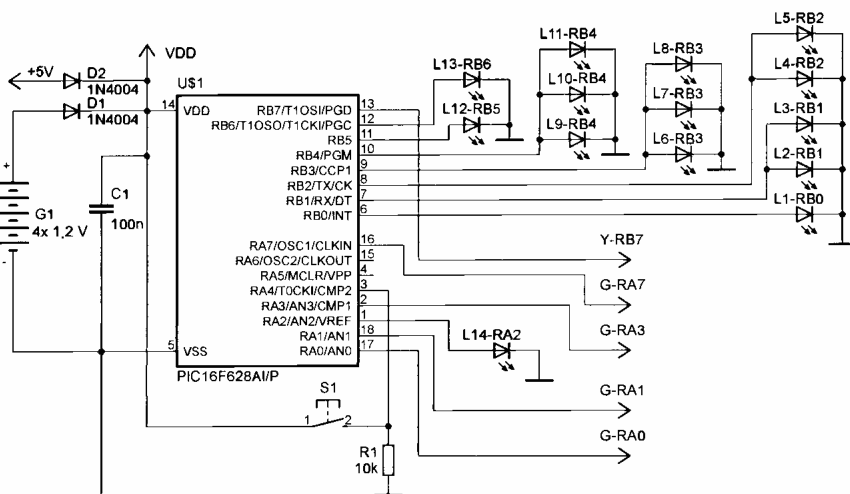 L5-RB2
L11-RB4
L8-RB3
VDD
+5V
D2
1N4004
L13-RB6
L10-RB4
L7-RB3
L4-RB2
U$1
D1
1N4004
14
VDD
RB7/T1OSI/PGD
13
RB6/T1OSO/T1CKI/PGC
12
L12-RB5
L9-RB4
L6-RB3
L3-RB1
RB5
11
RB4/PGM
10
RB3/CCP1
9
L2-RB1
RB2/TX/CK
8
RB1/RX/DT
7
L1-RB0
RB0/INT
6
+
G1
4x 1,2 V
-
C1
100n
RA7/OSC1/CLKIN
16
Y-RB7
RA6/OSC2/CLKOUT
15
RA5/MCLR/VPP
4
G-RA7
RA4/T0CKI/CMP2
3
RA3/AN3/CMP1
2
G-RA3
RA2/AN2/VREF
1
L14-RA2
RA1/AN1
18
5
VSS
RA0/AN0
17
PIC16F628AI/P
S1
1
2
G-RA1
G-RA0
R1
10k